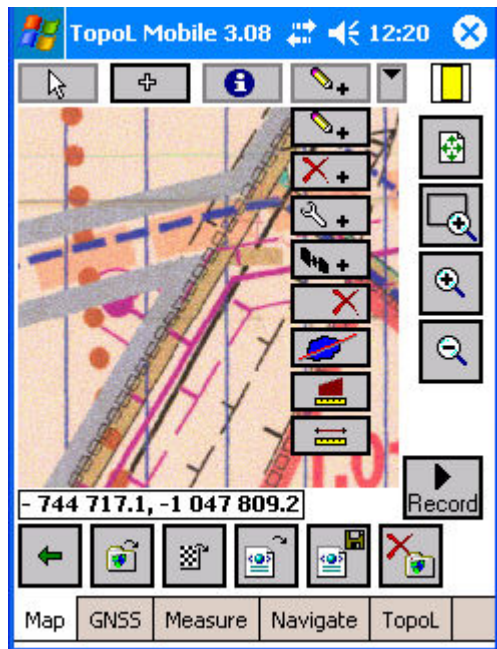 TopoL Mobile 3.08 12:20
- 744 717.1, -1 047 809.2
Record
Map GNSS Measure Navigate TopoL